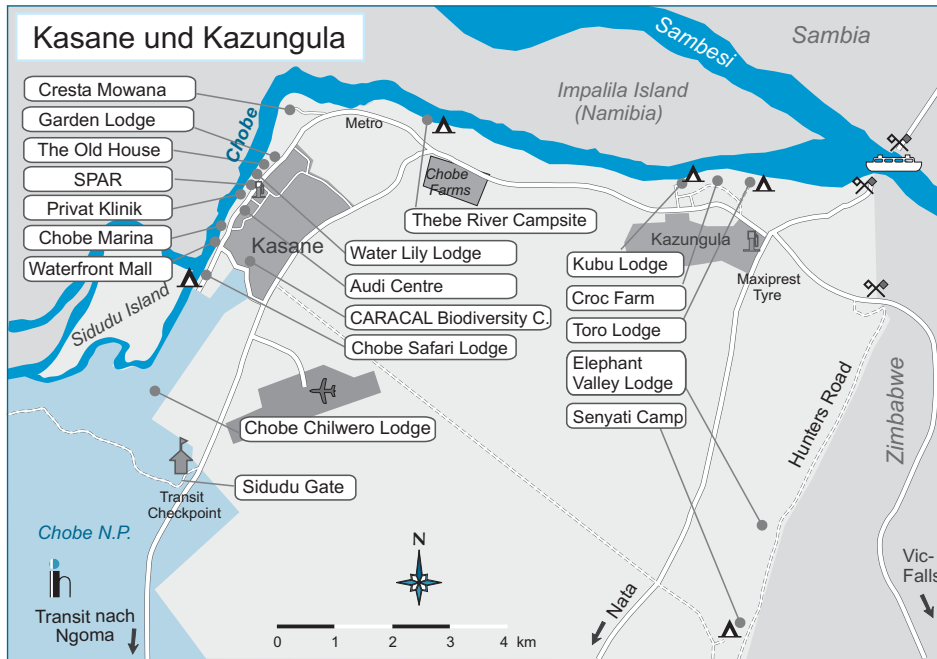 Kasane und Kazungula
Cresta Mowana
Garden Lodge
The Old House
SPAR
Privat Klinik
Chobe Marina
Waterfront Mall
Chobe
Sidudu Island
Metro
Kasane
Chobe
Farms
Thebe River Campsite
Water Lily Lodge
Audi Centre
CARACAL Biodiversity C.
Chobe Safari Lodge
Chobe Chilwero Lodge
Sidudu Gate
Transit
Checkpoint
Chobe N.P.
Transit nach
Ngoma
ih
N
0 1 2 3 4 km
Sambesi
Sambia
Impalila Island
(Namibia)
Kazungula
Maxiprest
Tyre
Kubu Lodge
Croc Farm
Toro Lodge
Elephant
Valley Lodge
Senyati Camp
Hunters Road
Zimbabwe
Nata
Vic-
Falls